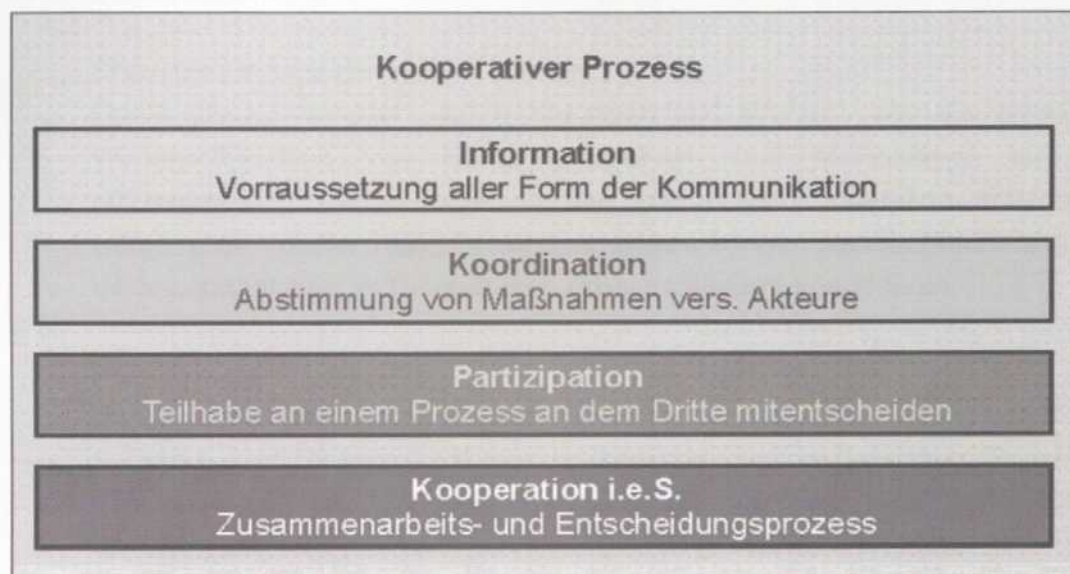 Kooperativer Prozess
Information
Vorraussetzung aller Form der Kommunikation
Koordination
Abstimmung von Maßnahmen vers. Akteure
Partizipation
Teilhabe an einem Prozess an dem Dritte mitentscheiden
Kooperation i.e.S.
Zusammenarbeits- und Entscheidungsprozess